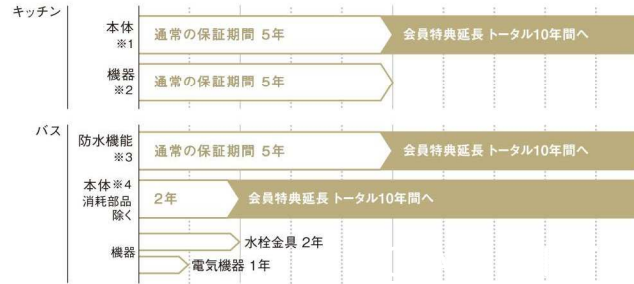 キッチン
本体
※1
通常の保証期間 5年
会員特典延長 トータル10年間へ
機器
※2
通常の保証期間 5年
バス
防水機能
※3
通常の保証期間 5年
会員特典延長 トータル10年間へ
本体※4
消耗部品
除く
2年
会員特典延長 トータル10年間へ
機器
水栓金具 2年
電気機器 1年